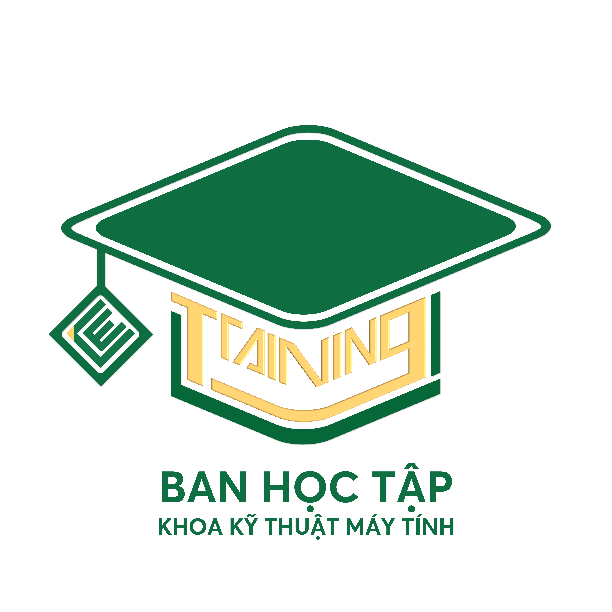 Training
BAN HỌC TẬP
KHOA KỸ THUẬT MÁY TÍNH